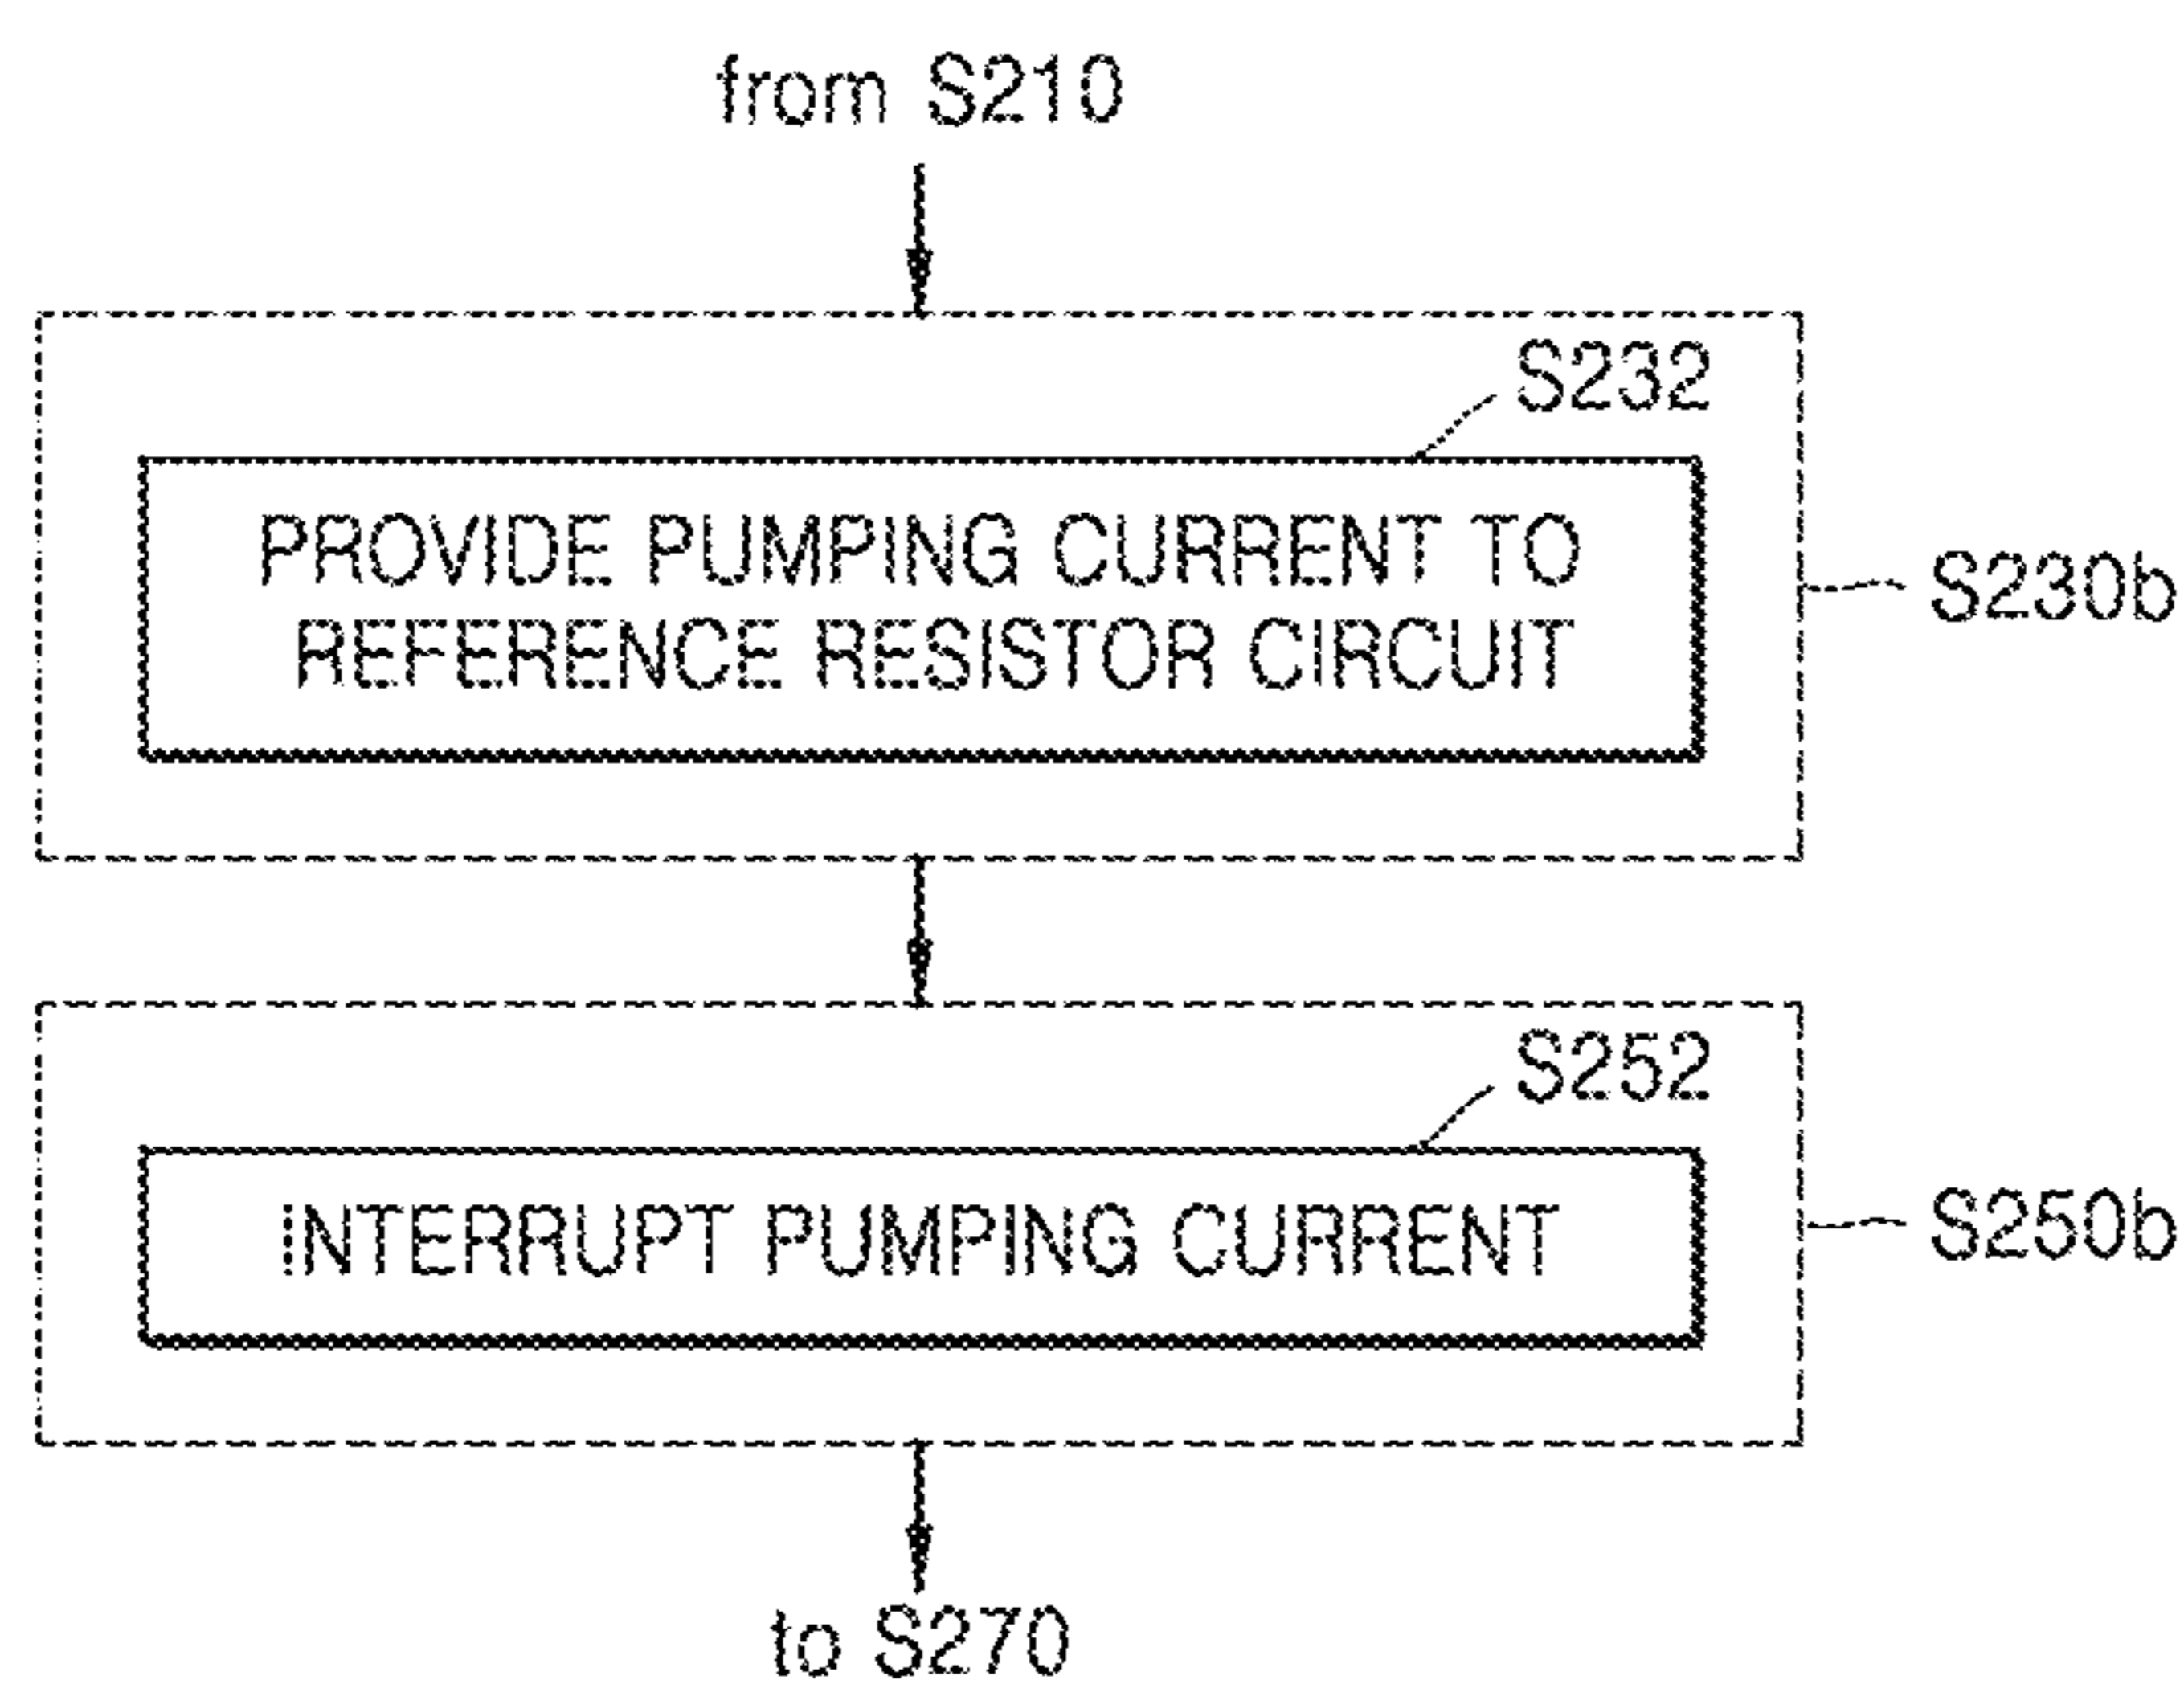 from S210
S232
PROVIDE PUMPING CURRENT TO
REFERENCE RESISTOR CIRCUIT
S230b
S252
INTERRUPT PUMPING CURRENT
S250b
to S270